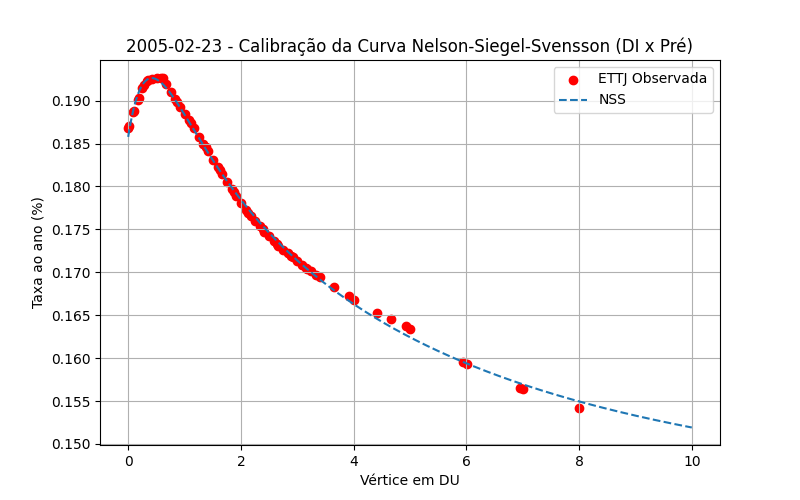 2005-02-23 - Calibração da Curva Nelson-Siegel-Svensson (DI x Pré)
ETTJ Observada
NSS
Taxa ao ano (%)
0.190
0.185
0.180
0.175
0.170
0.165
0.160
0.155
0.150
0 2 4 6 8 10
Vértice em DU